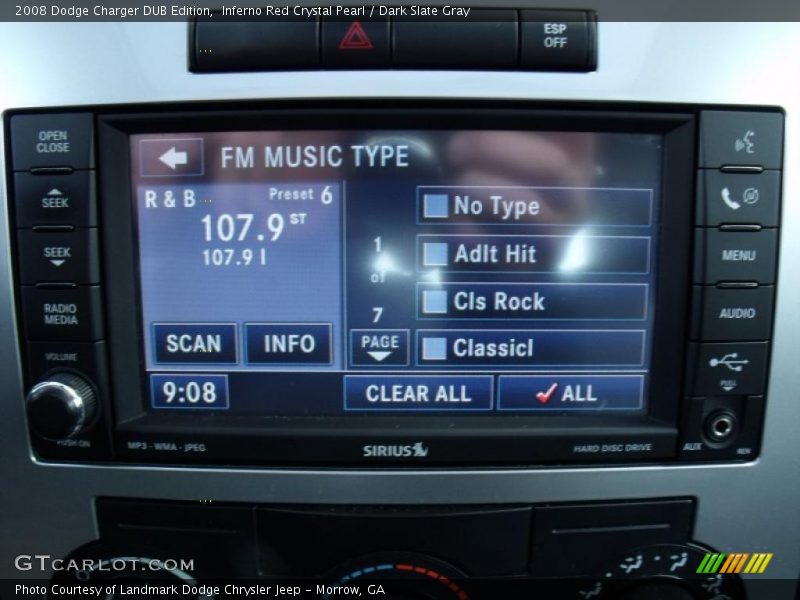 2008 Dodge Charger DUB Edition, Inferno Red Crystal Pearl / Dark Slate Gray
ESP
OFF
OPEN
CLOSE
SEEK
SEEK
RADIO
MEDIA
VOLUME
PUSH ON
FM MUSIC TYPE
R & B
Preset 6
107.9 ST
107.9 I
SCAN
INFO
9:08
1
of
7
PAGE
No Type
Adlt Hit
Cls Rock
Classicl
CLEAR ALL
ALL
MENU
AUDIO
PULL
AUX
MP3 - WMA - JPEG
SIRIUS
HARD DISC DRIVE
GTCarLot.com
Photo Courtesy of Landmark Dodge Chrysler Jeep - Morrow, GA